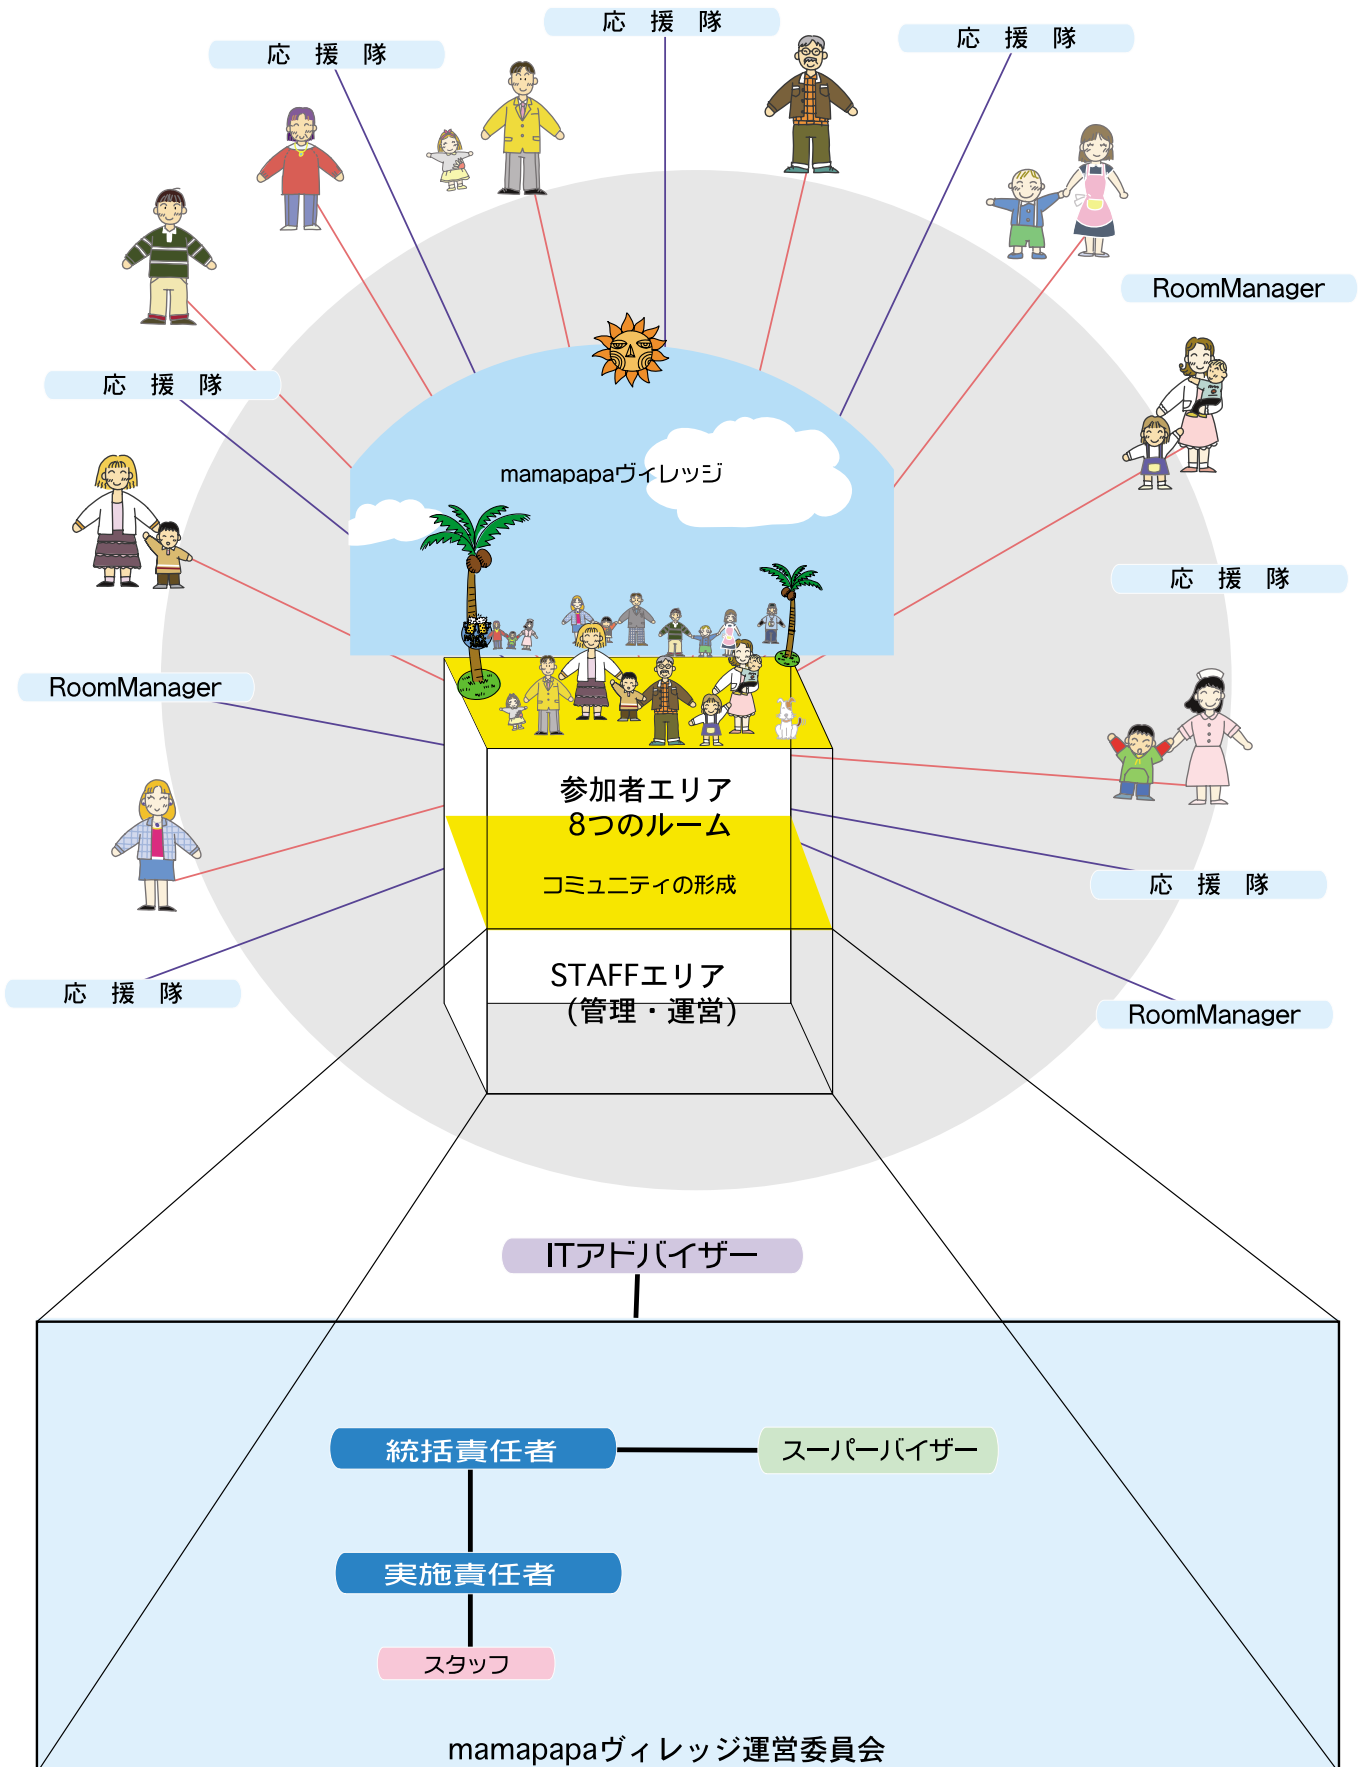 応 援 隊
応 援 隊
応 援 隊
RoomManager
応 援 隊
mamapapaヴィレッジ
応 援 隊
RoomManager
参加者エリア
8つのルーム
コミュニティの形成
応 援 隊
STAFFエリア
(管理・運営)
応 援 隊
RoomManager
ITアドバイザー
統括責任者
スーパーバイザー
実施責任者
スタッフ
mamapapaヴィレッジ運営委員会